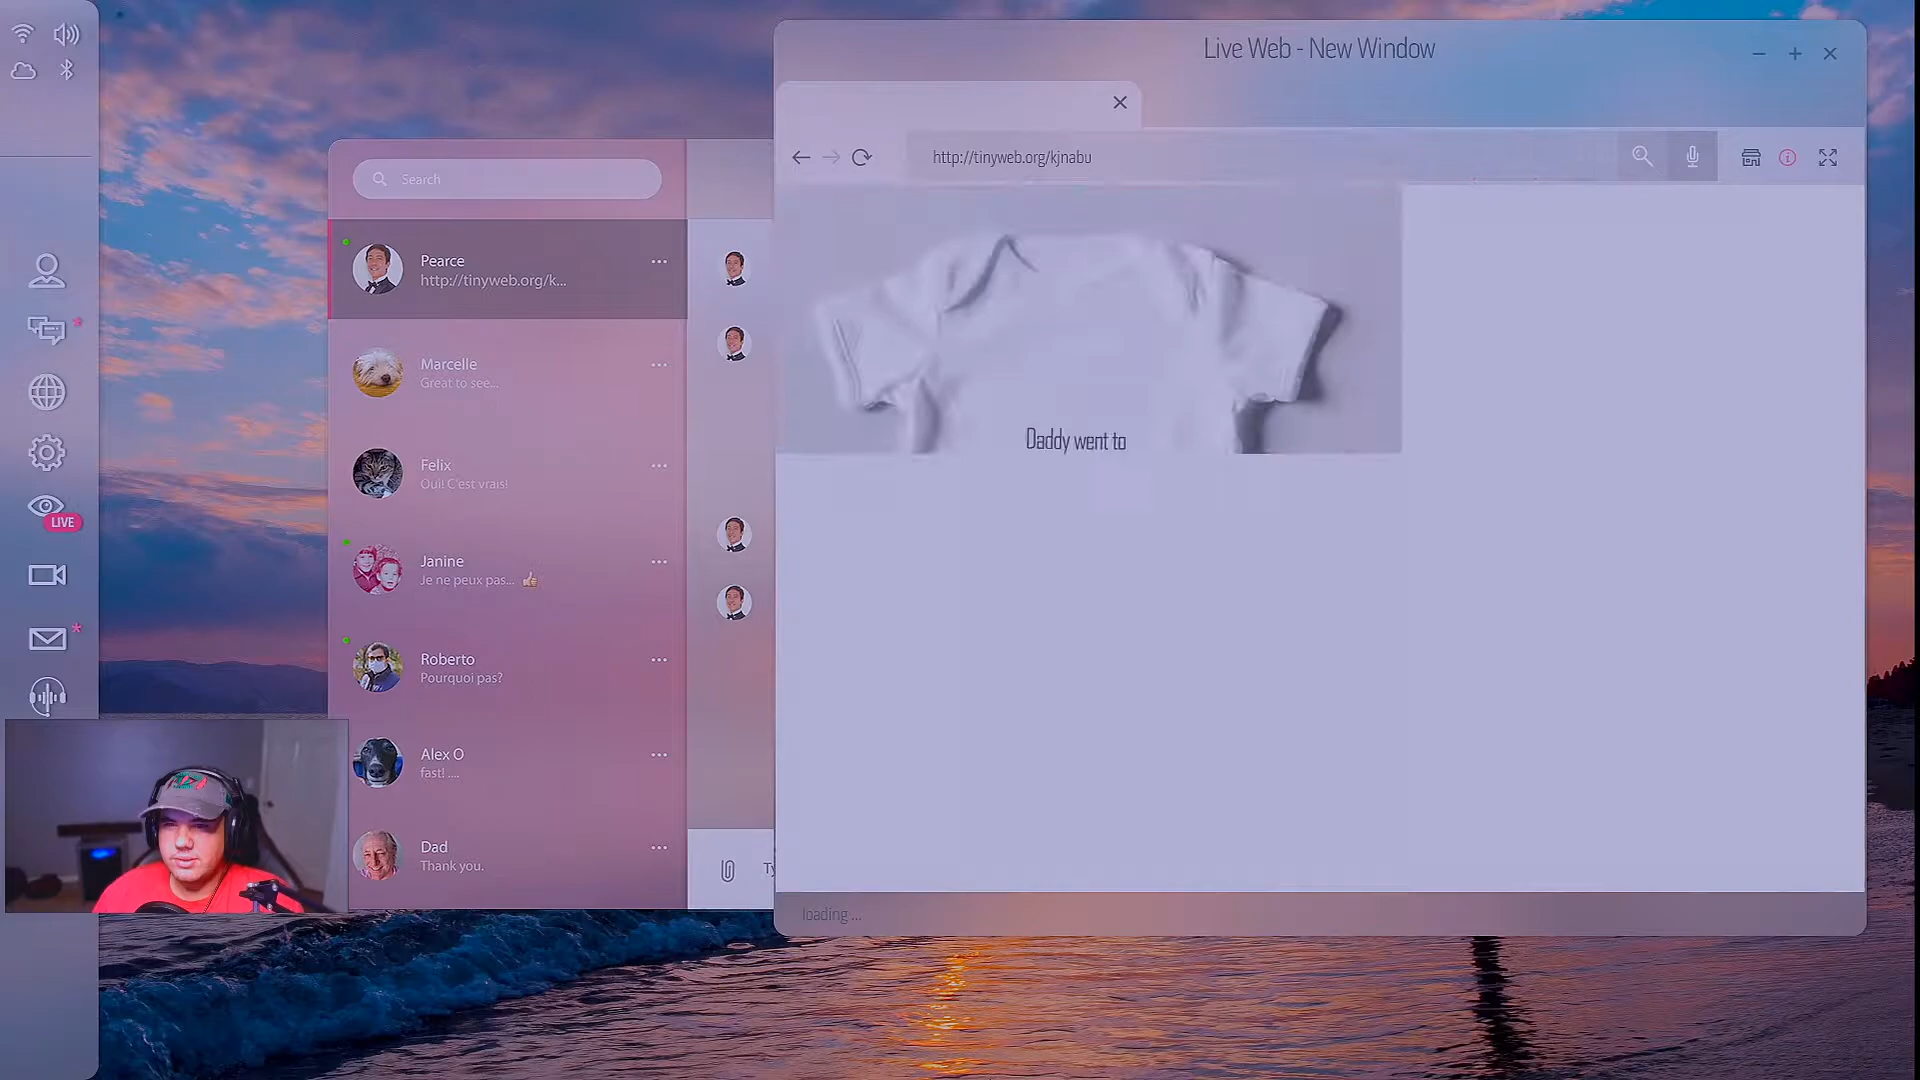 Live Web - New Window
http://tinyweb.org/kjnabu
Search
Pearce
http://tinyweb.org/k...
Marcelle
Great to see...
Felix
Oui! C'est vrais!
Janine
Je ne peux pas... 👍
Roberto
Pourquoi pas?
Alex O
fast! ....
Dad
Thank you.
LIVE
Daddy went to
Ty
loading ...